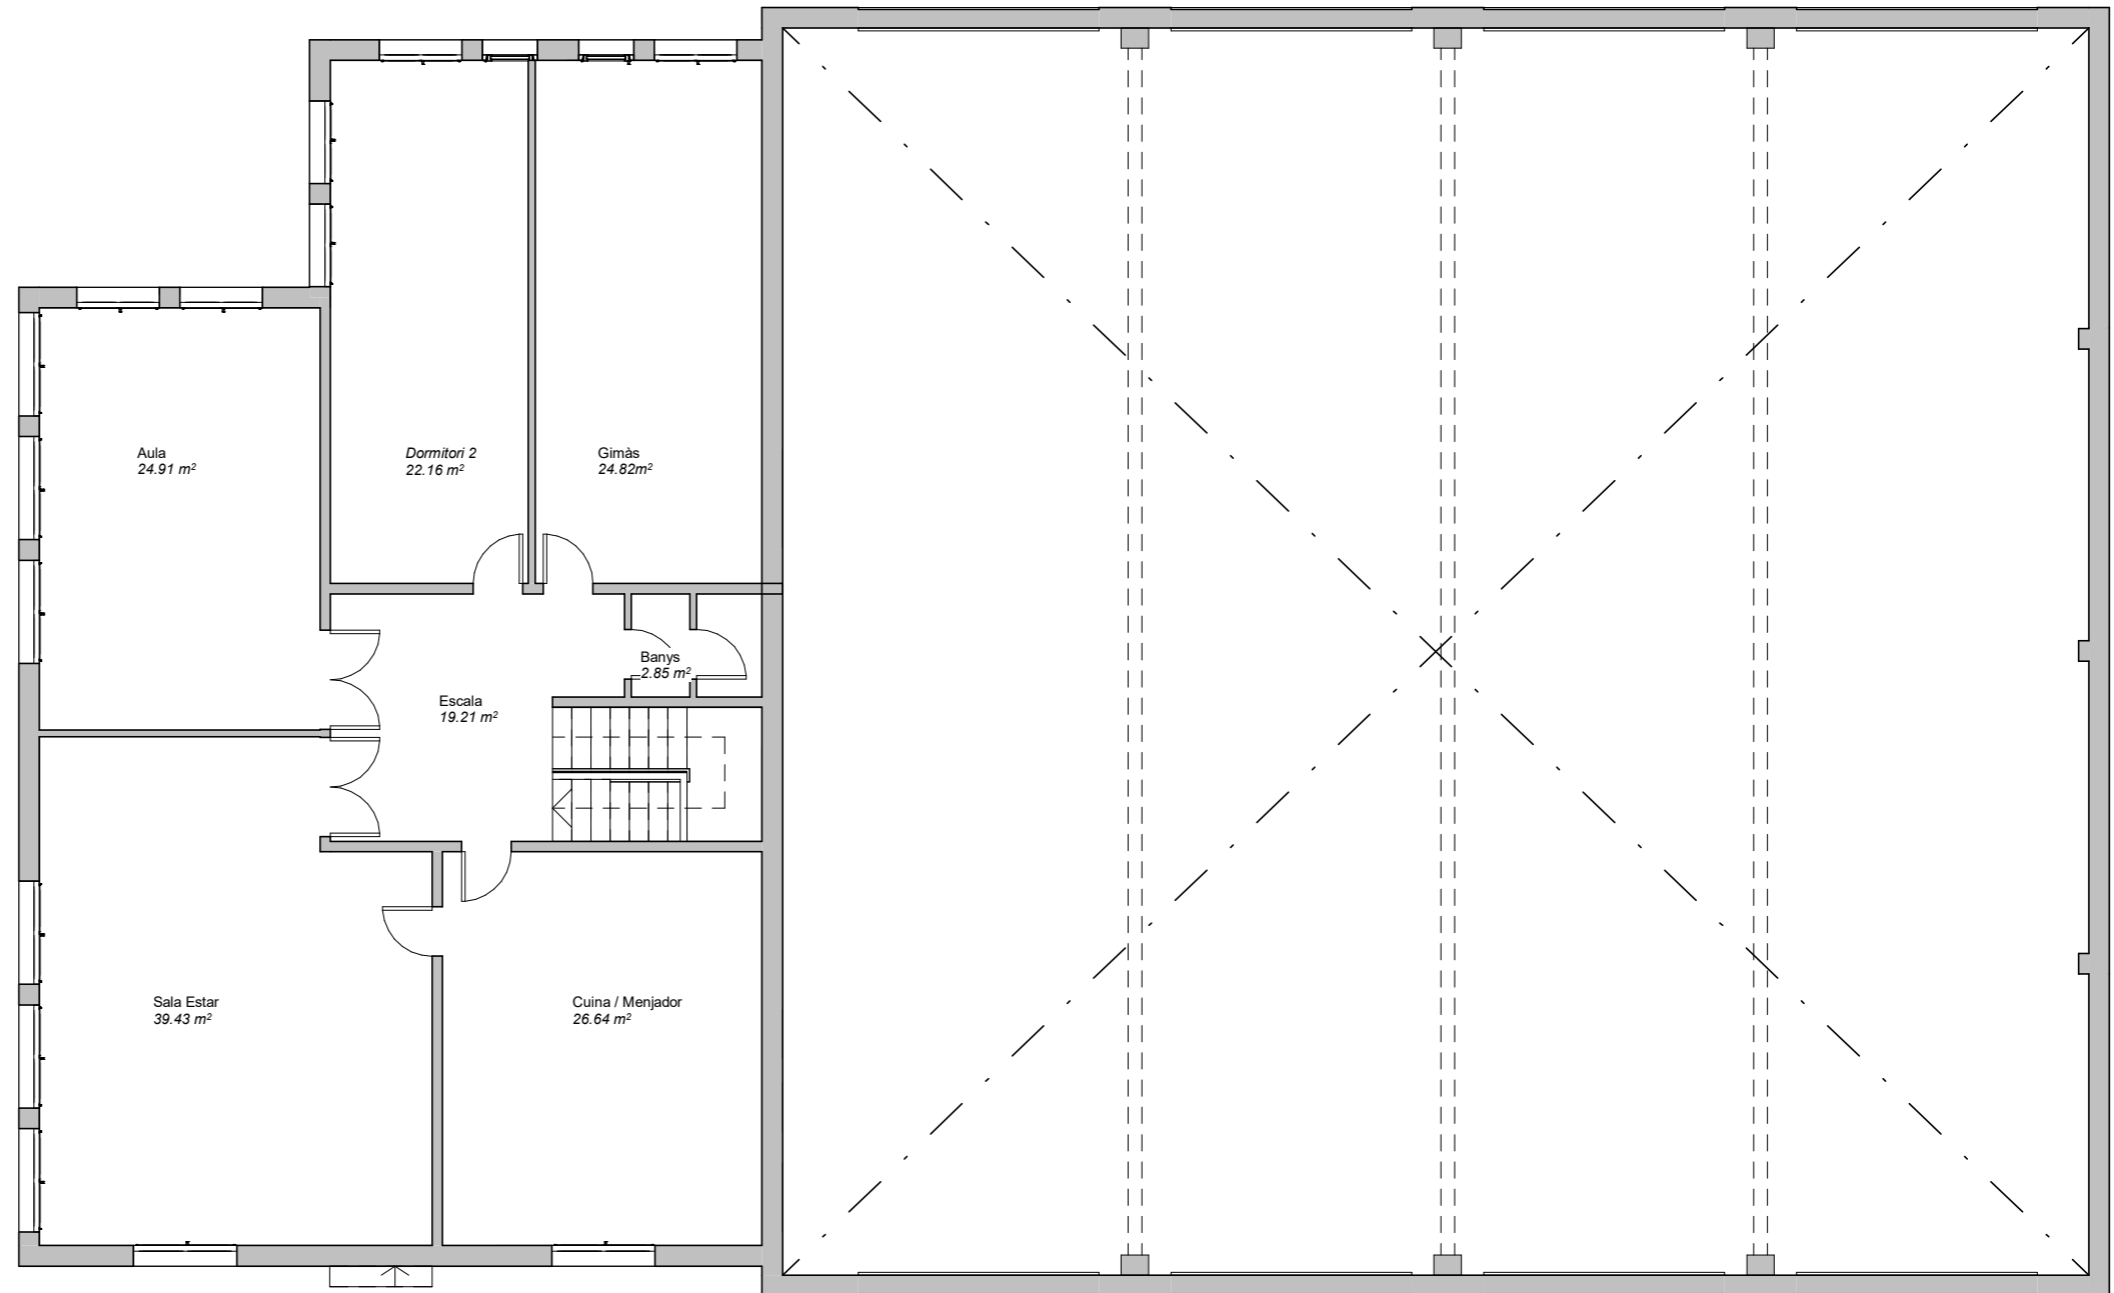 Aula
24.91 m²
Dormitori 2
22.16 m²
Gimàs
24.82m²
Banys
2.85 m²
Escala
19.21 m²
Sala Estar
39.43 m²
Cuina / Menjador
26.64 m²